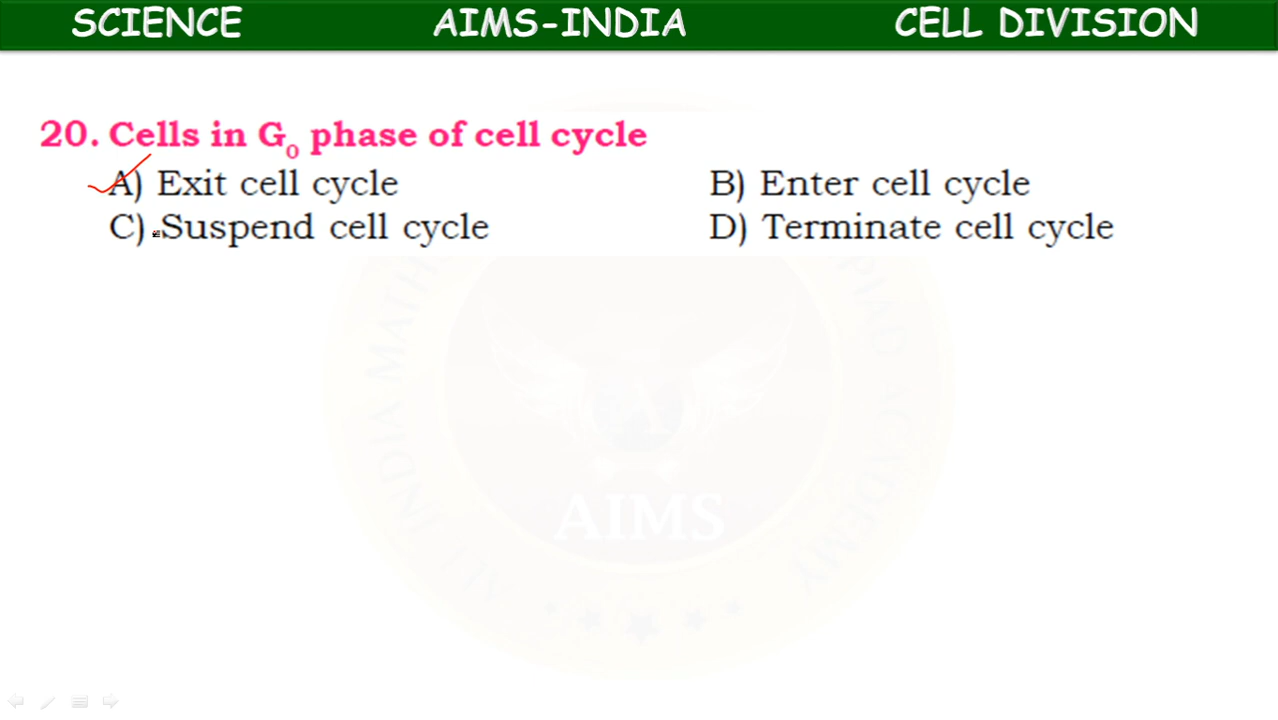 SCIENCE AIMS-INDIA CELL DIVISION
20. Cells in G₀ phase of cell cycle
A) Exit cell cycle B) Enter cell cycle
C) Suspend cell cycle D) Terminate cell cycle
AIMS